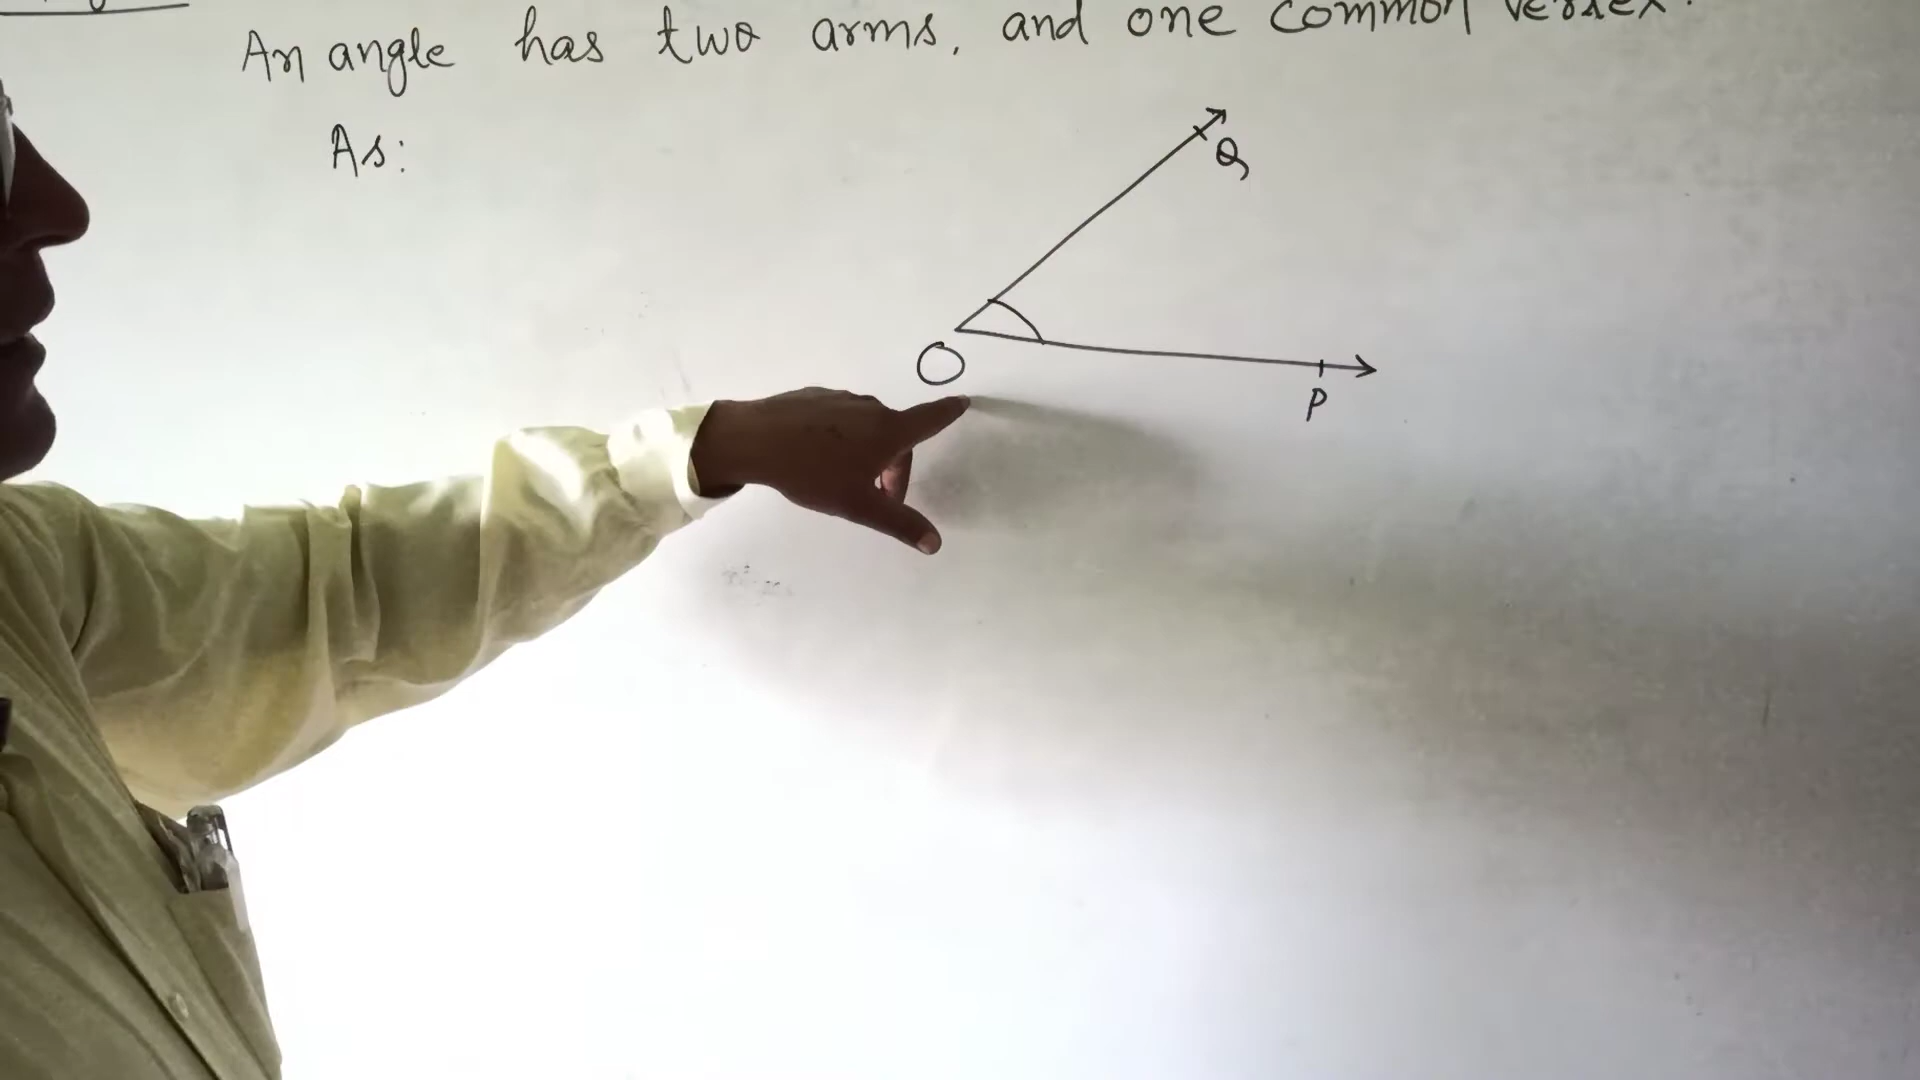 An angle has two arms, and one common vertex.
As:
Q
O
P